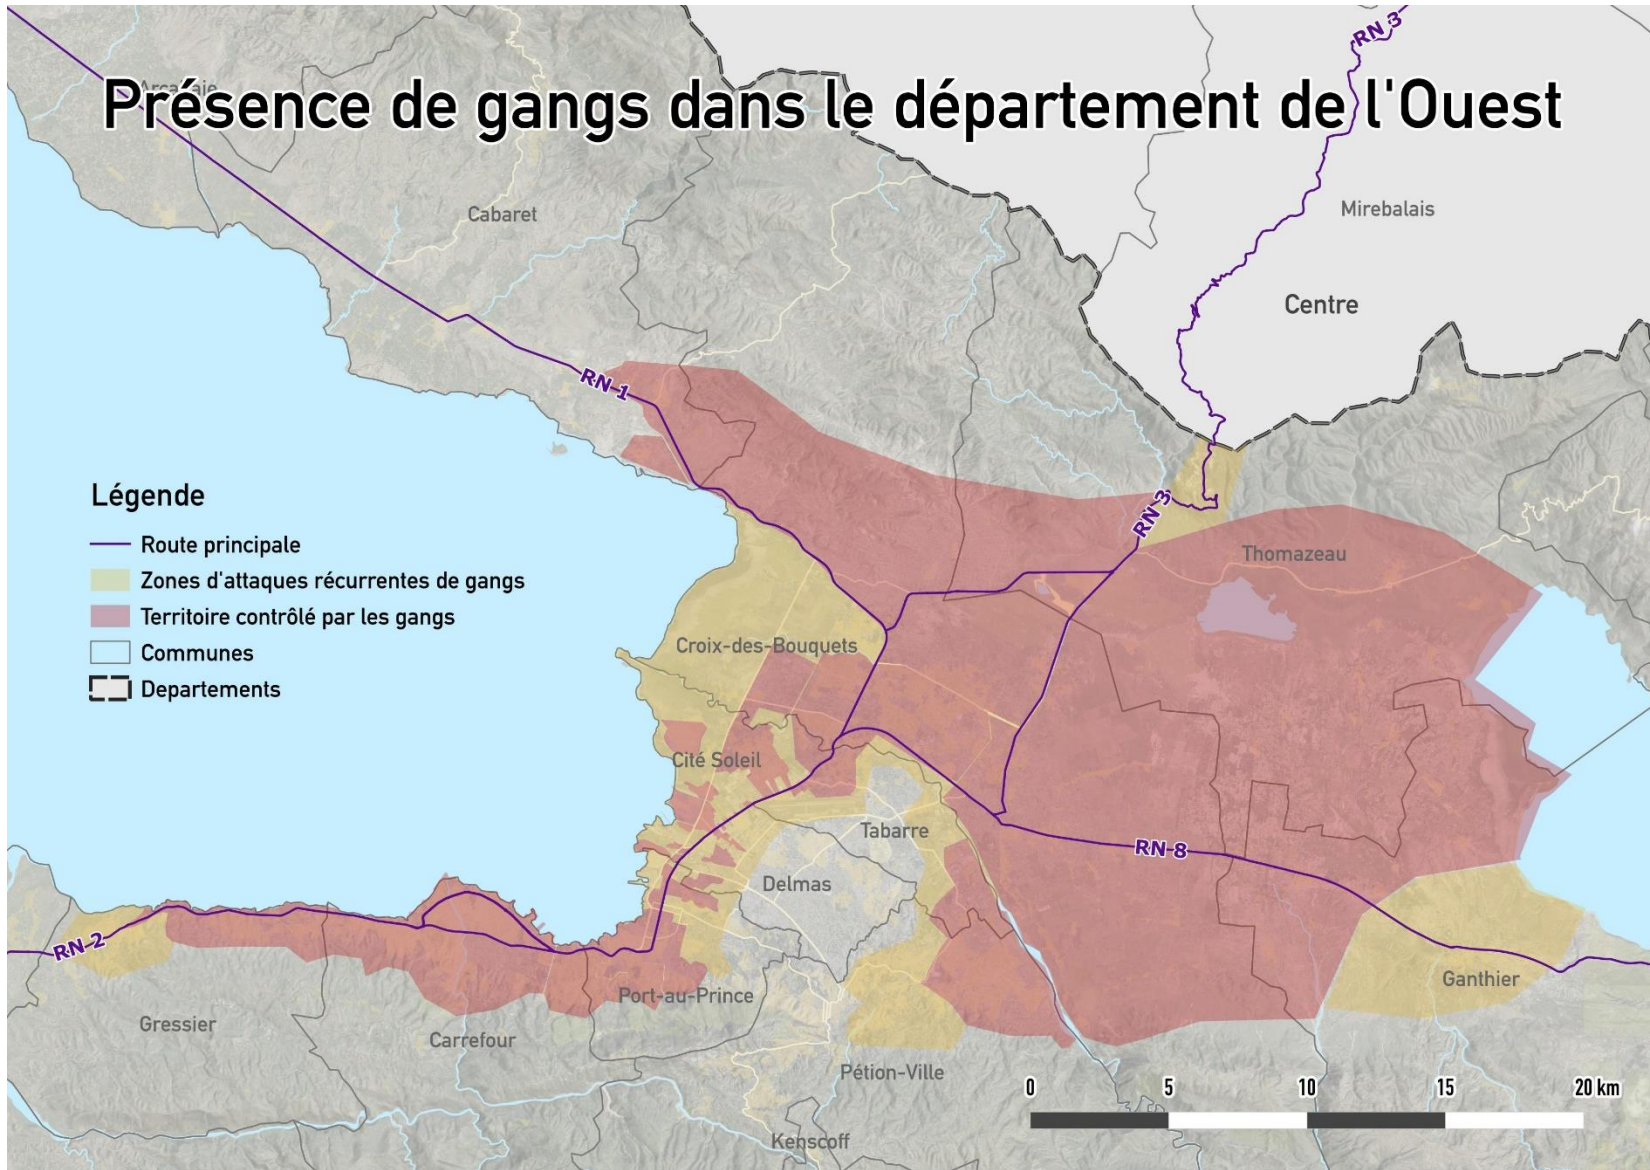 RN 3
Arcahaie
Présence de gangs dans le département de l'Ouest
Cabaret
Mirebalais
Centre
RN 1
Légende
Route principale
Zones d'attaques récurrentes de gangs
Territoire contrôlé par les gangs
Communes
Departements
RN 3
Thomazeau
Croix-des-Bouquets
Cité Soleil
Tabarre
RN 8
Delmas
RN 2
Port-au-Prince
Ganthier
Gressier
Carrefour
Pétion-Ville
0 5 10 15 20 km
Kenscoff